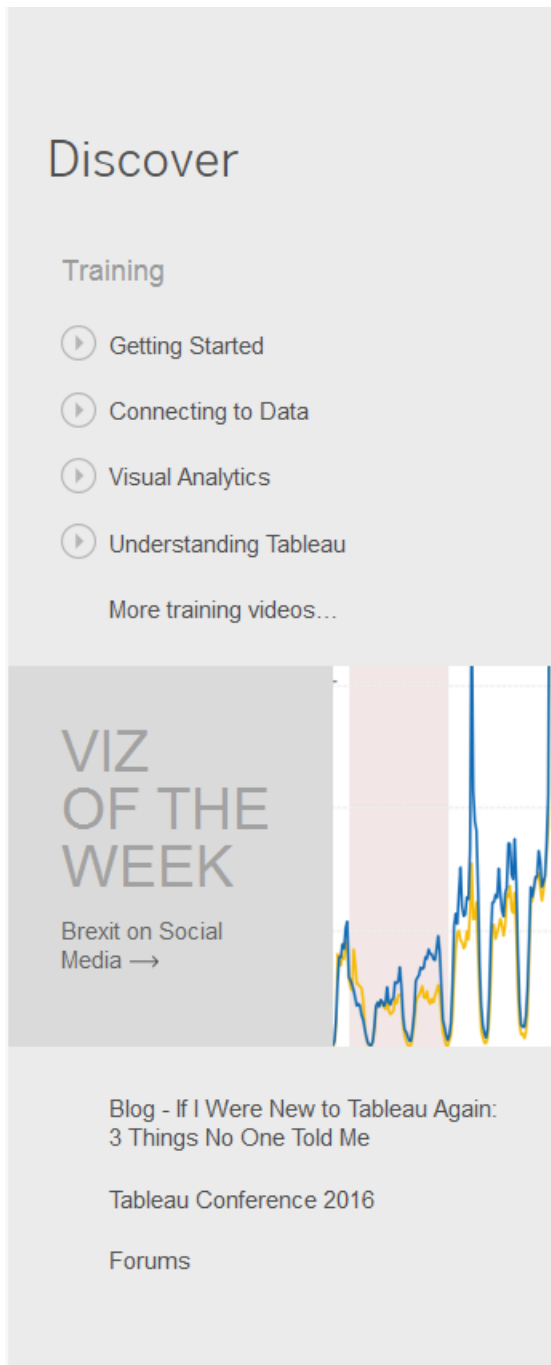 Discover
Training
Getting Started
Connecting to Data
Visual Analytics
Understanding Tableau
More training videos...
VIZ
OF THE
WEEK
Brexit on Social
Media →
Blog - If I Were New to Tableau Again:
3 Things No One Told Me
Tableau Conference 2016
Forums